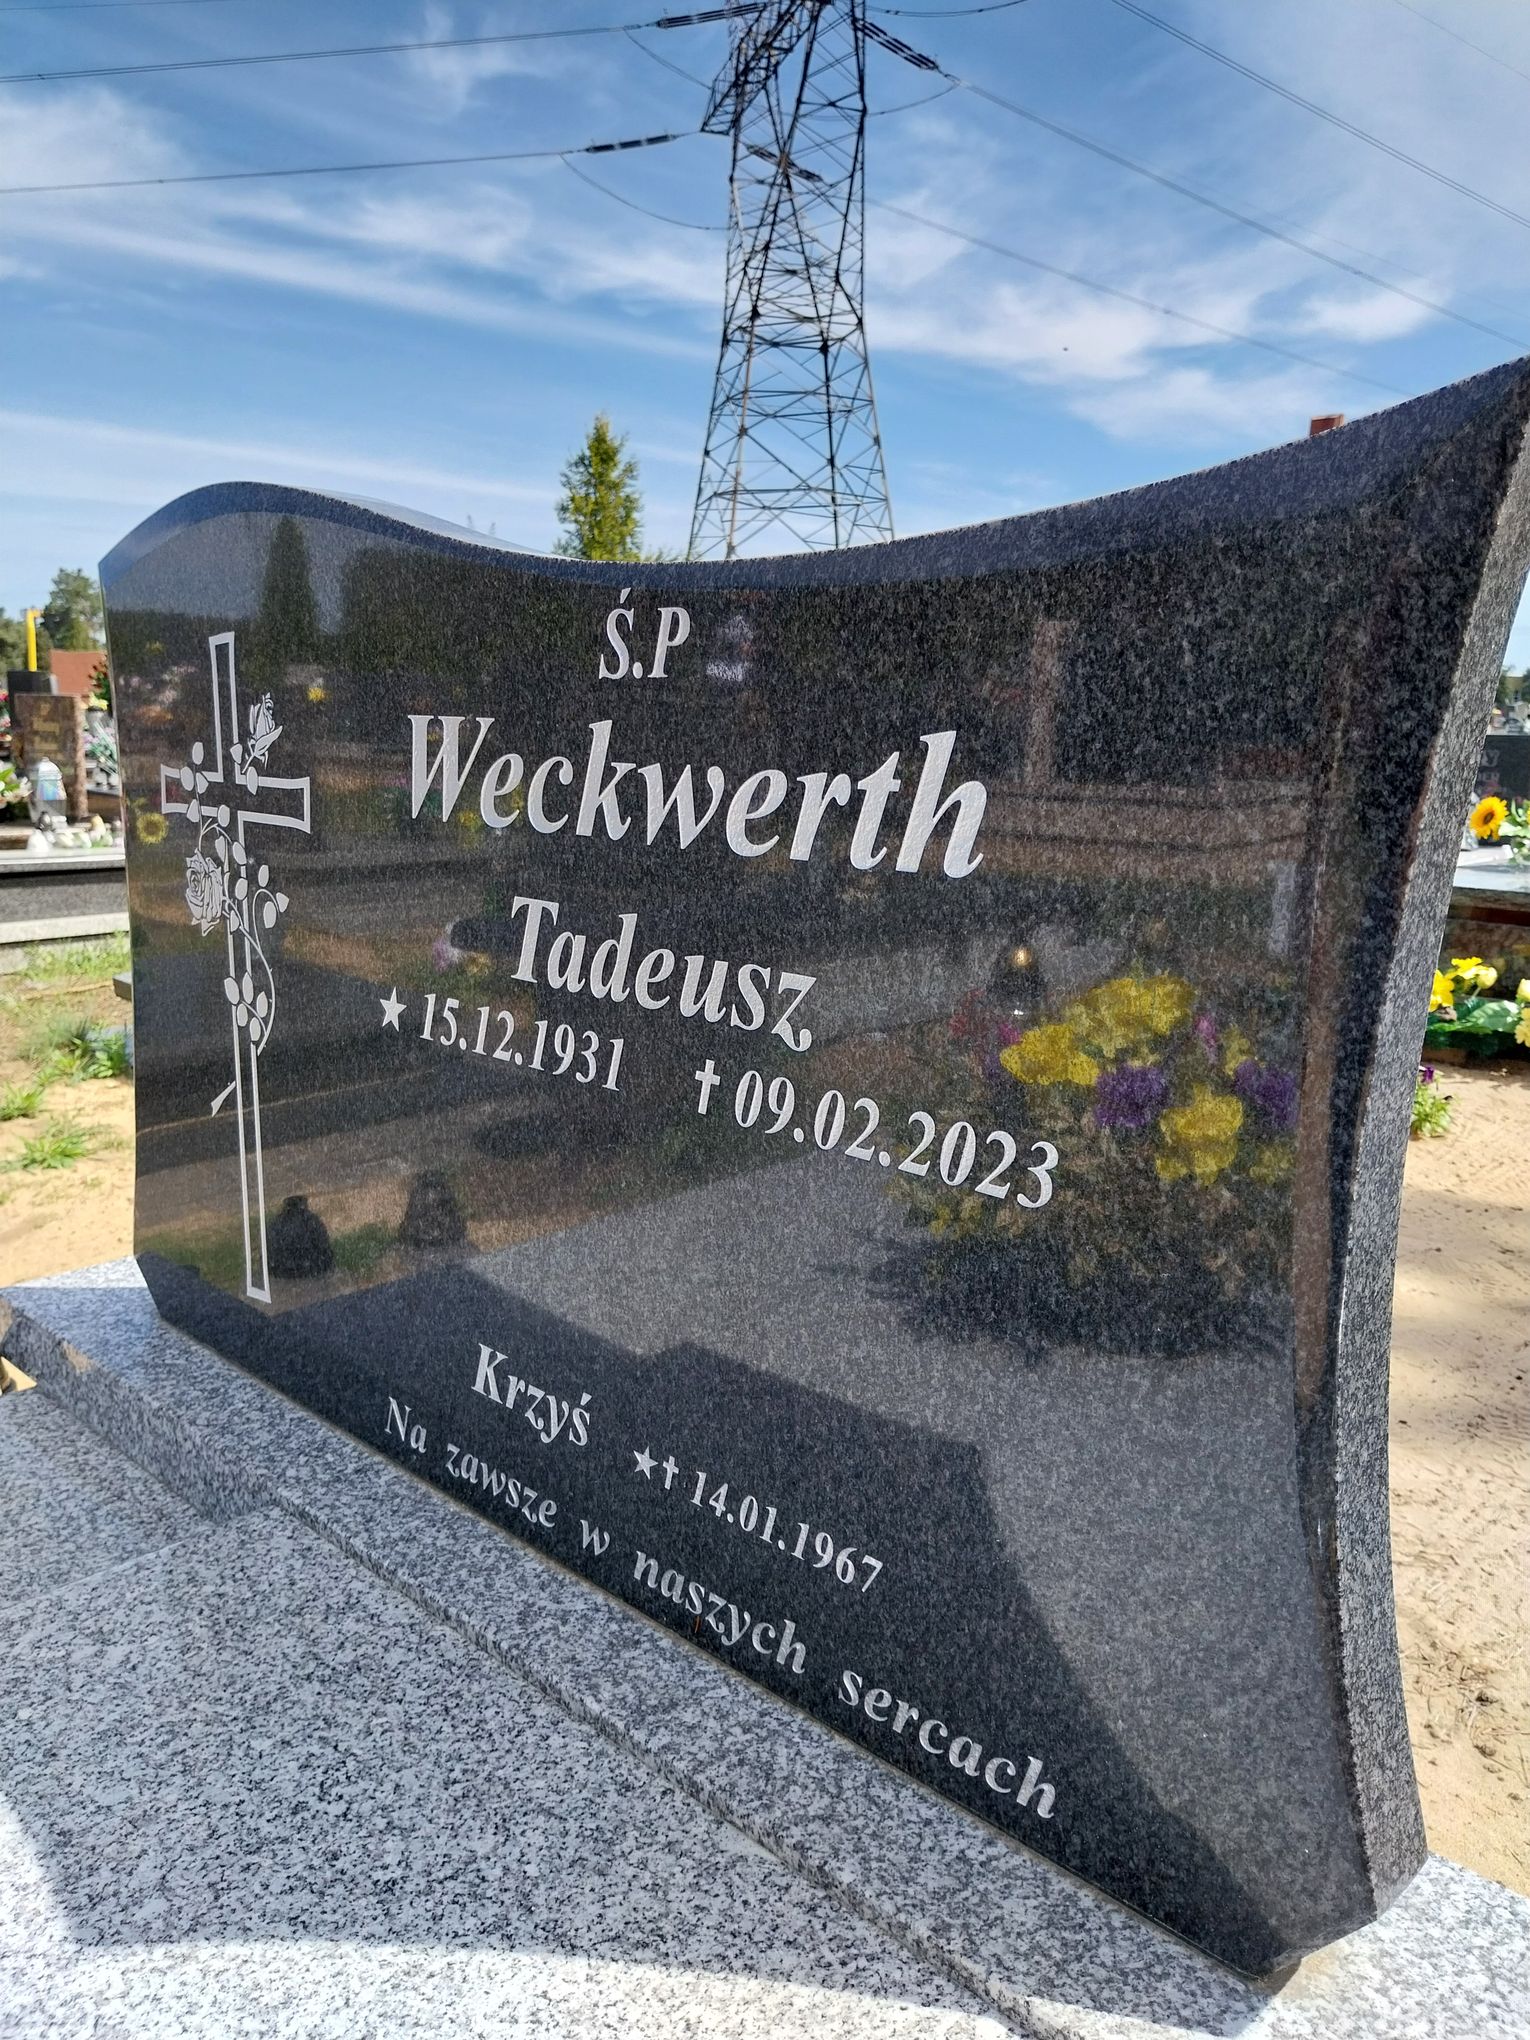 Ś.P
Weckwerth
Tadeusz
★ 15.12.1931 ✝ 09.02.2023
Krzyś ★✝ 14.01.1967
Na zawsze w naszych sercach